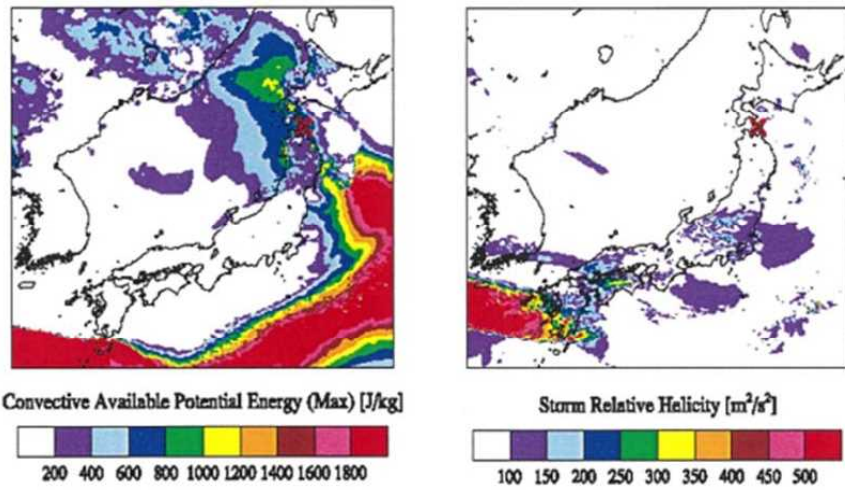 Convective Available Potential Energy (Max) [J/kg]
200 400 600 800 1000 1200 1400 1600 1800
Storm Relative Helicity [m²/s²]
100 150 200 250 300 350 400 450 500